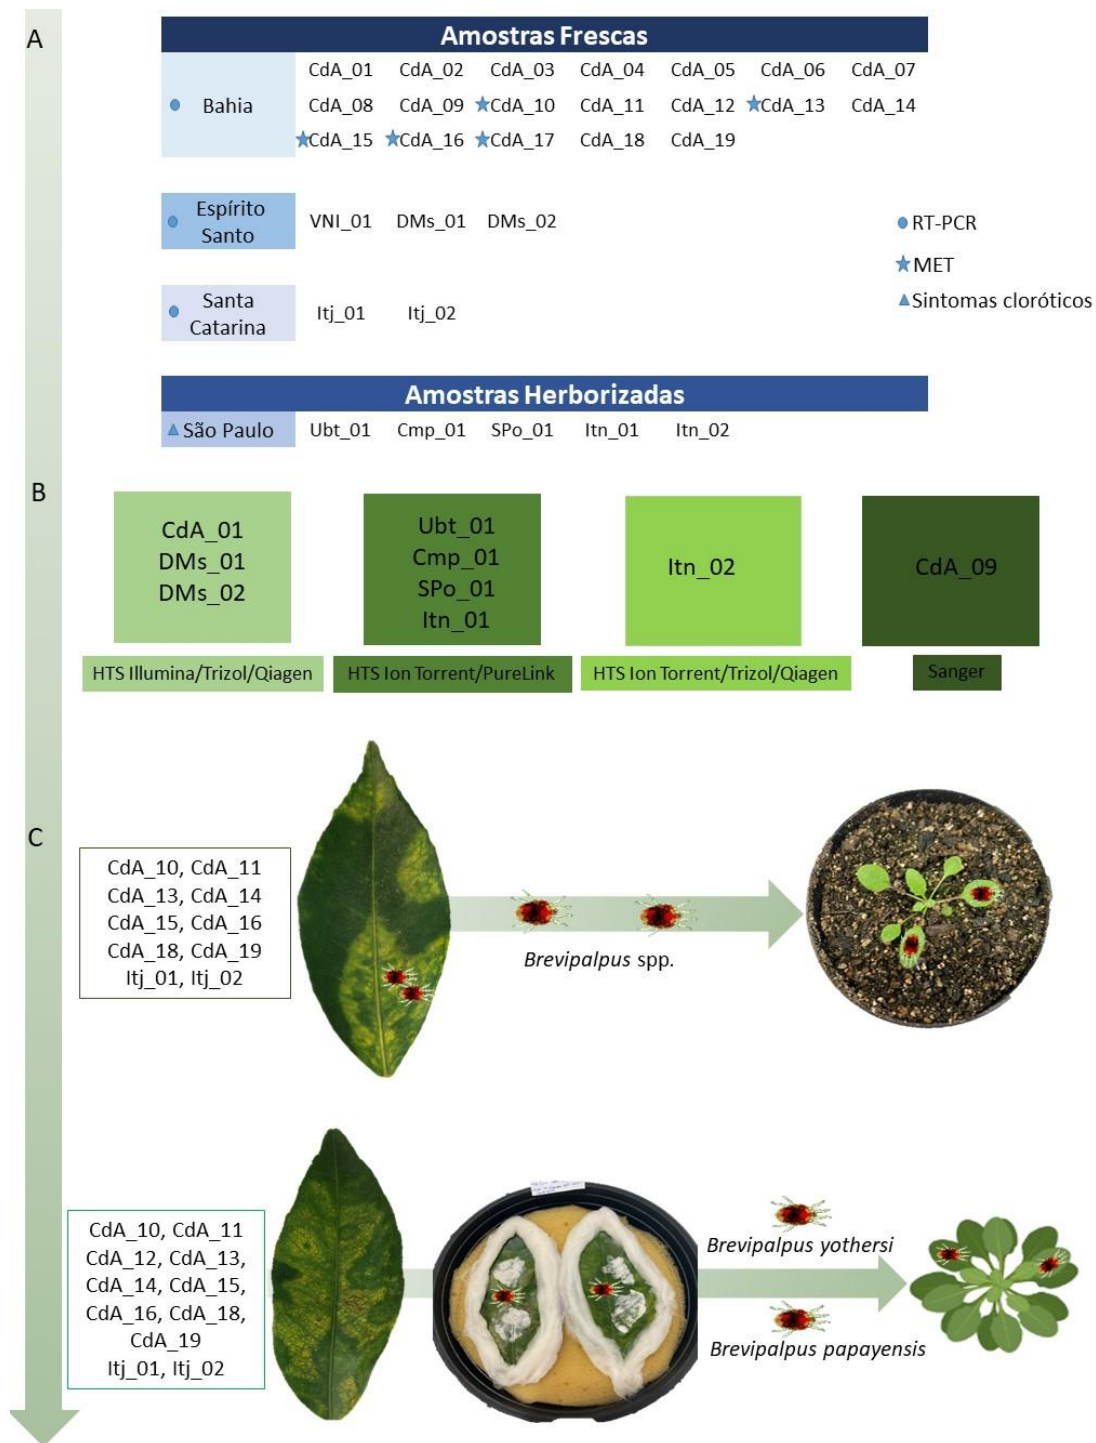 A
Amostras Frescas
CdA_01 CdA_02 CdA_03 CdA_04 CdA_05 CdA_06 CdA_07
Bahia
CdA_08 CdA_09 CdA_10 CdA_11 CdA_12 CdA_13 CdA_14
CdA_15 CdA_16 CdA_17 CdA_18 CdA_19
Espírito
Santo
VNI_01 DMs_01 DMs_02
RT-PCR
MET
Sintomas cloróticos
Santa
Catarina
Itj_01 Itj_02
Amostras Herborizadas
São Paulo Ubt_01 Cmp_01 SPo_01 Itn_01 Itn_02
B
CdA_01
DMs_01
DMs_02
HTS Illumina/Trizol/Qiagen
Ubt_01
Cmp_01
SPo_01
Itn_01
HTS Ion Torrent/PureLink
Itn_02
HTS Ion Torrent/Trizol/Qiagen
CdA_09
Sanger
C
CdA_10, CdA_11
CdA_13, CdA_14
CdA_15, CdA_16
CdA_18, CdA_19
Itj_01, Itj_02
Brevipalpus spp.
CdA_10, CdA_11
CdA_12, CdA_13,
CdA_14, CdA_15,
CdA_16, CdA_18,
CdA_19
Itj_01, Itj_02
Brevipalpus yothersi
Brevipalpus papayensis